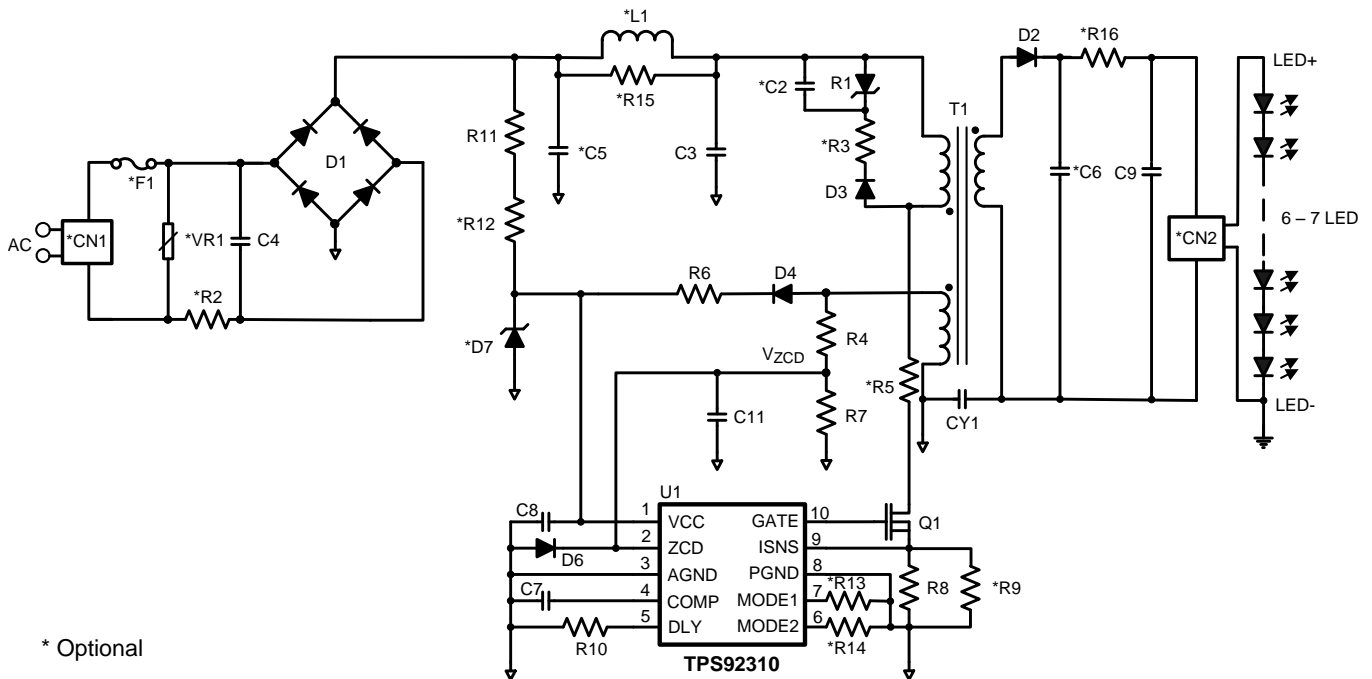 *L1
D2
*R16
LED+
*C2
R1
*R15
T1
R11
*R3
*C5
C3
D1
*F1
D3
*C6
C9
*R12
6 – 7 LED
AC
*CN1
*VR1
C4
*CN2
*R2
R6
D4
*D7
R4
VZCD
*R5
C11
R7
CY1
LED-
U1
C8
1
VCC
GATE
10
Q1
D6
2
ZCD
ISNS
9
3
AGND
PGND
8
R8
*R9
C7
4
COMP
MODE1
7
*R13
5
DLY
MODE2
6
R10
*R14
TPS92310
* Optional